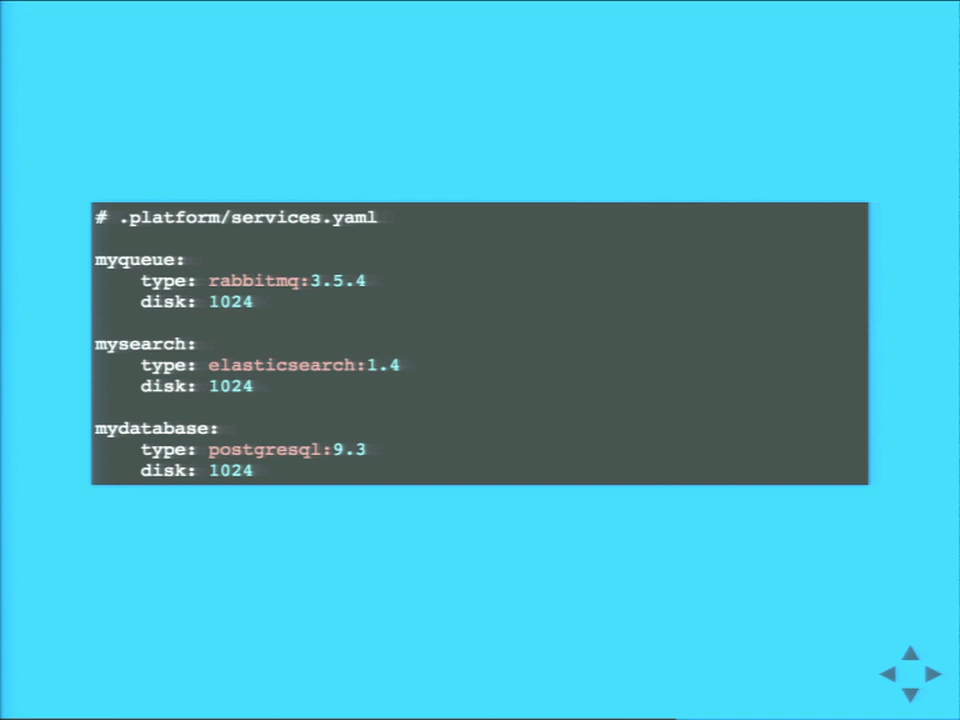 # .platform/services.yaml
myqueue:
    type: rabbitmq:3.5.4
    disk: 1024
mysearch:
    type: elasticsearch:1.4
    disk: 1024
mydatabase:
    type: postgresql:9.3
    disk: 1024